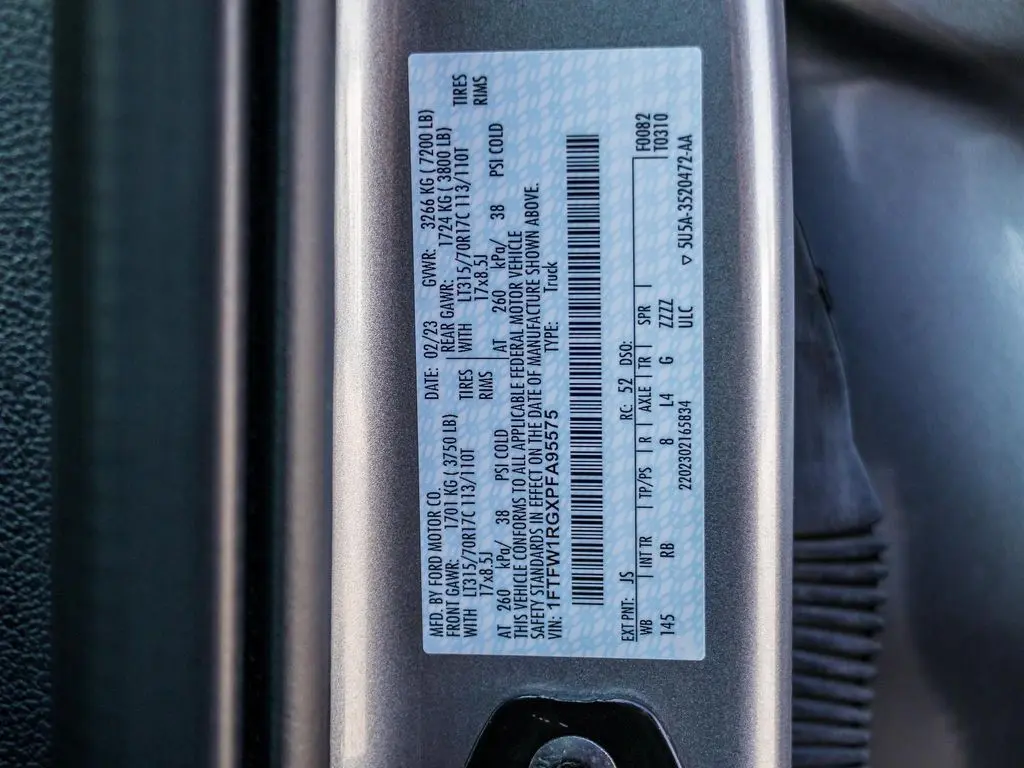 MFD. BY FORD MOTOR CO.
DATE: 02/23 GVWR: 3266 KG ( 7200 LB)
FRONT GAWR: 1701 KG ( 3750 LB) REAR GAWR: 1724 KG ( 3800 LB)
WITH LT315/70R17C 113/110T TIRES WITH LT315/70R17C 113/110T TIRES
17x8.5J RIMS 17x8.5J RIMS
AT 260 kPa/ 38 PSI COLD AT 260 kPa/ 38 PSI COLD
THIS VEHICLE CONFORMS TO ALL APPLICABLE FEDERAL MOTOR VEHICLE
SAFETY STANDARDS IN EFFECT ON THE DATE OF MANUFACTURE SHOWN ABOVE.
VIN: 1FTFW1RGXPFA95575 TYPE: Truck
EXT PNT: JS RC: 52 DSO: F0082
WB INT TR TP/PS R AXLE TR SPR T0310
145 RB 8 L4 G ZZZZ
ULC
220230216S834 ▽ 5U5A-3520472-AA